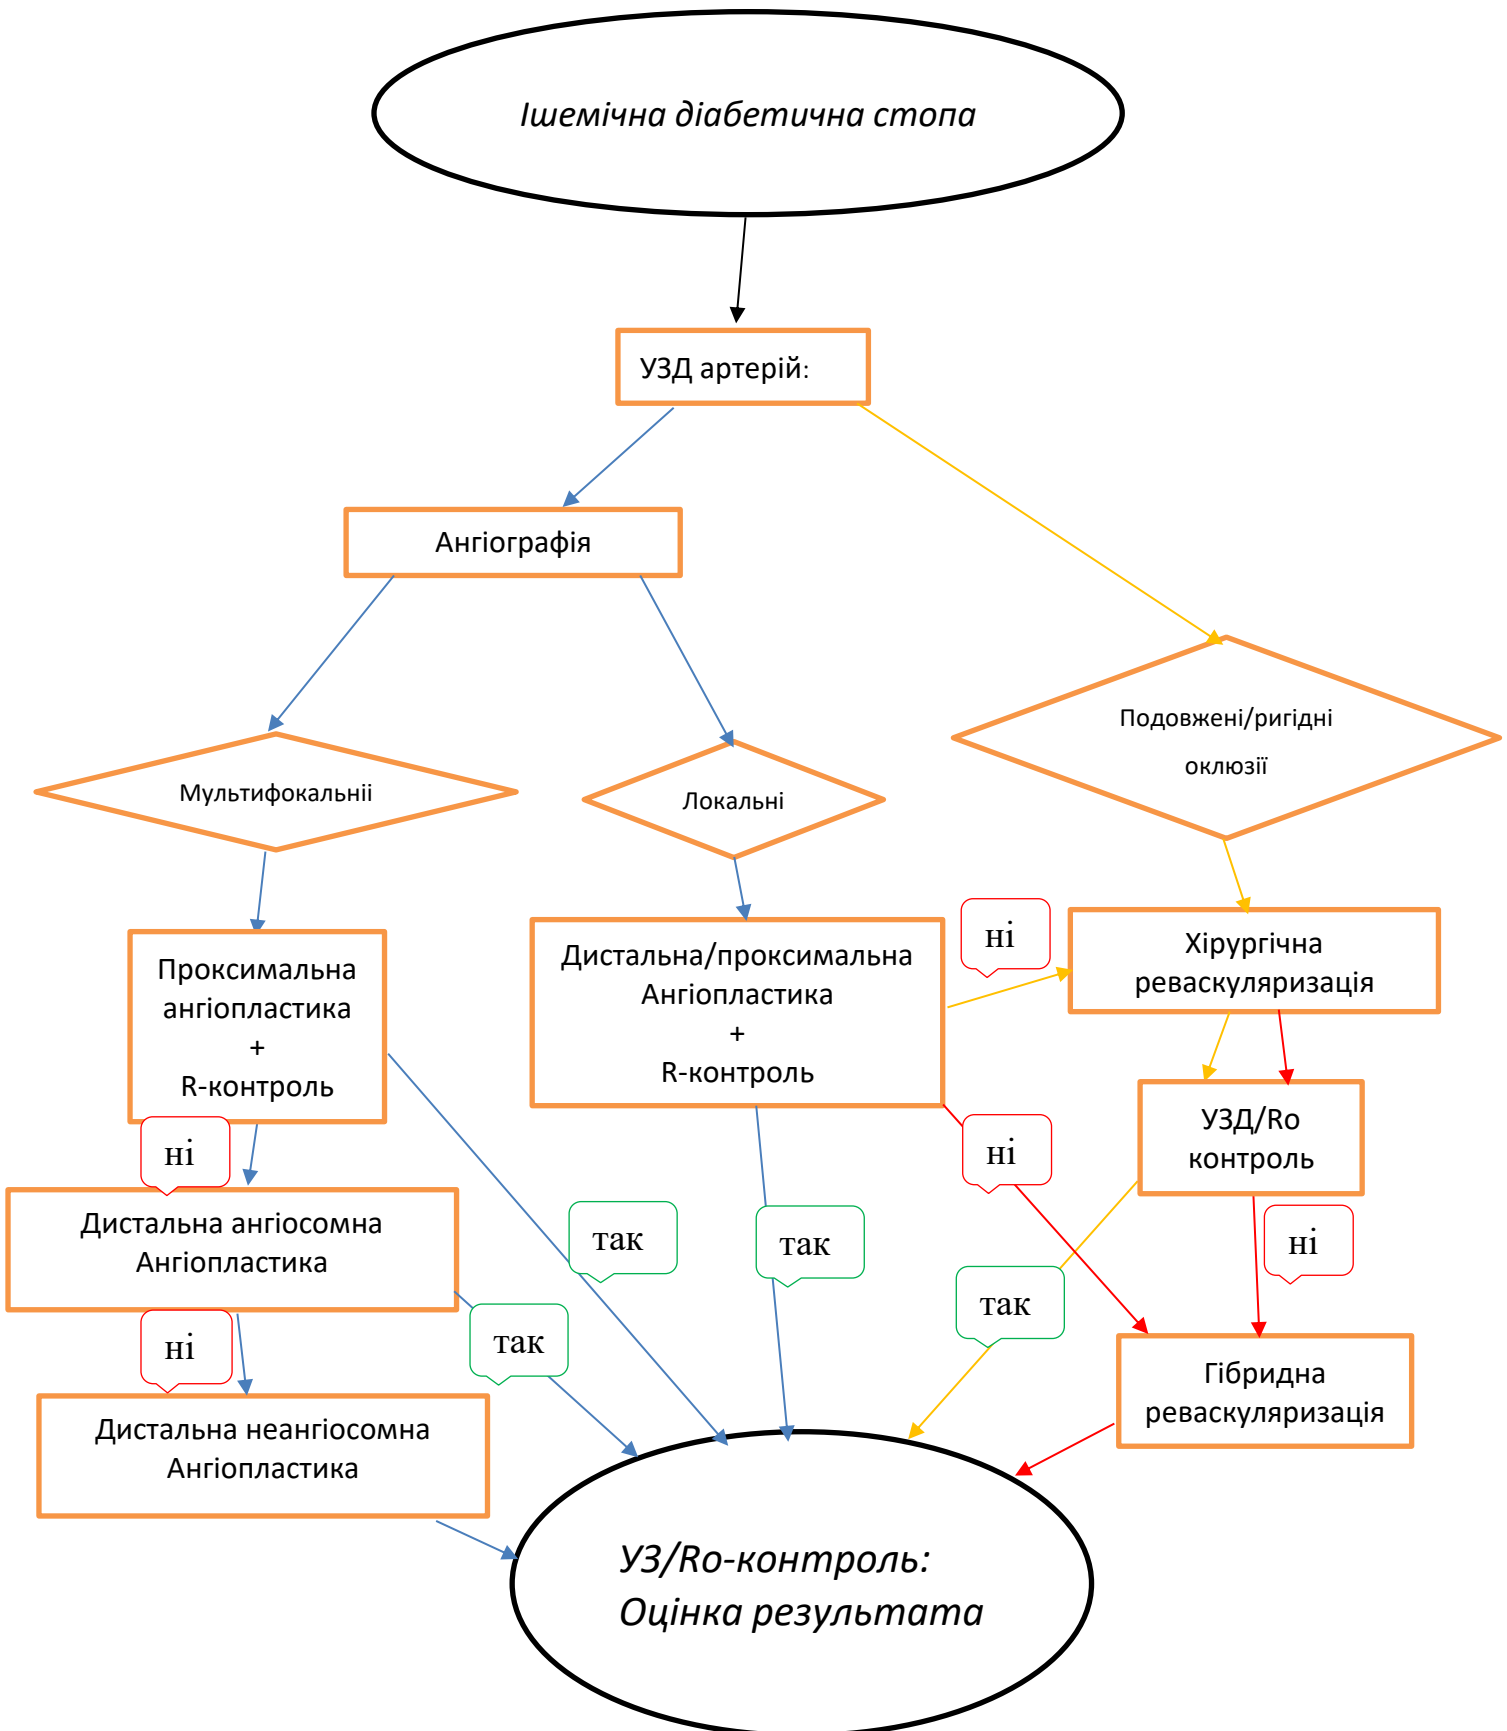 Ішемічна діабетична стопа
УЗД артерій:
Ангіографія
Подовжені/ригідні
оклюзії
Мультифокальніі
Локальні
ні
Хірургічна
реваскуляризація
Дистальна/проксимальна
Ангіопластика
+
R-контроль
Проксимальна
ангіопластика
+
R-контроль
УЗД/Ro
контроль
ні
ні
Дистальна ангіосомна
Ангіопластика
так
так
ні
так
ні
так
Гібридна
реваскуляризація
Дистальна неангіосомна
Ангіопластика
УЗ/Ro-контроль:
Оцінка результата